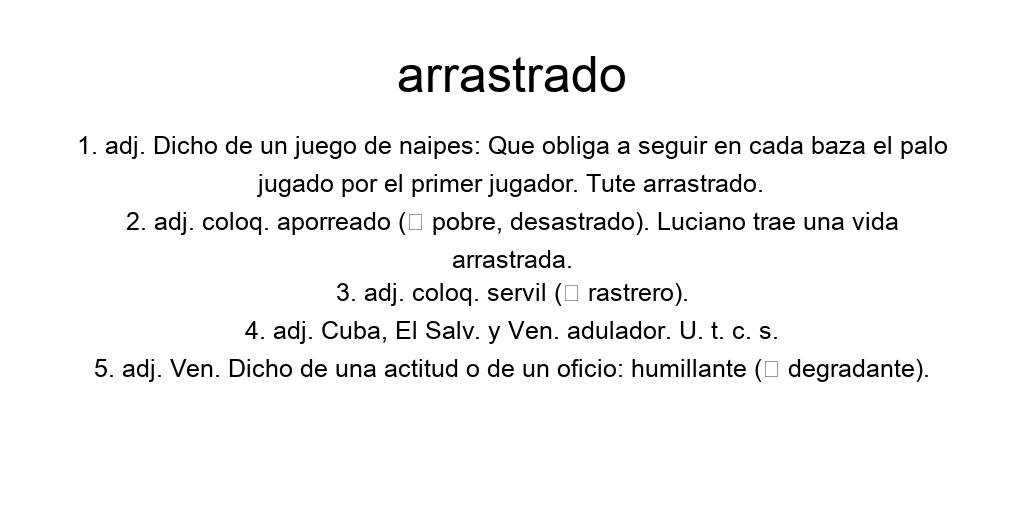 arrastrado
1. adj. Dicho de un juego de naipes: Que obliga a seguir en cada baza el palo
jugado por el primer jugador. Tute arrastrado.
2. adj. coloq. aporreado (□ pobre, desastrado). Luciano trae una vida
arrastrada.
3. adj. coloq. servil (□ rastrero).
4. adj. Cuba, El Salv. y Ven. adulador. U. t. c. s.
5. adj. Ven. Dicho de una actitud o de un oficio: humillante (□ degradante).